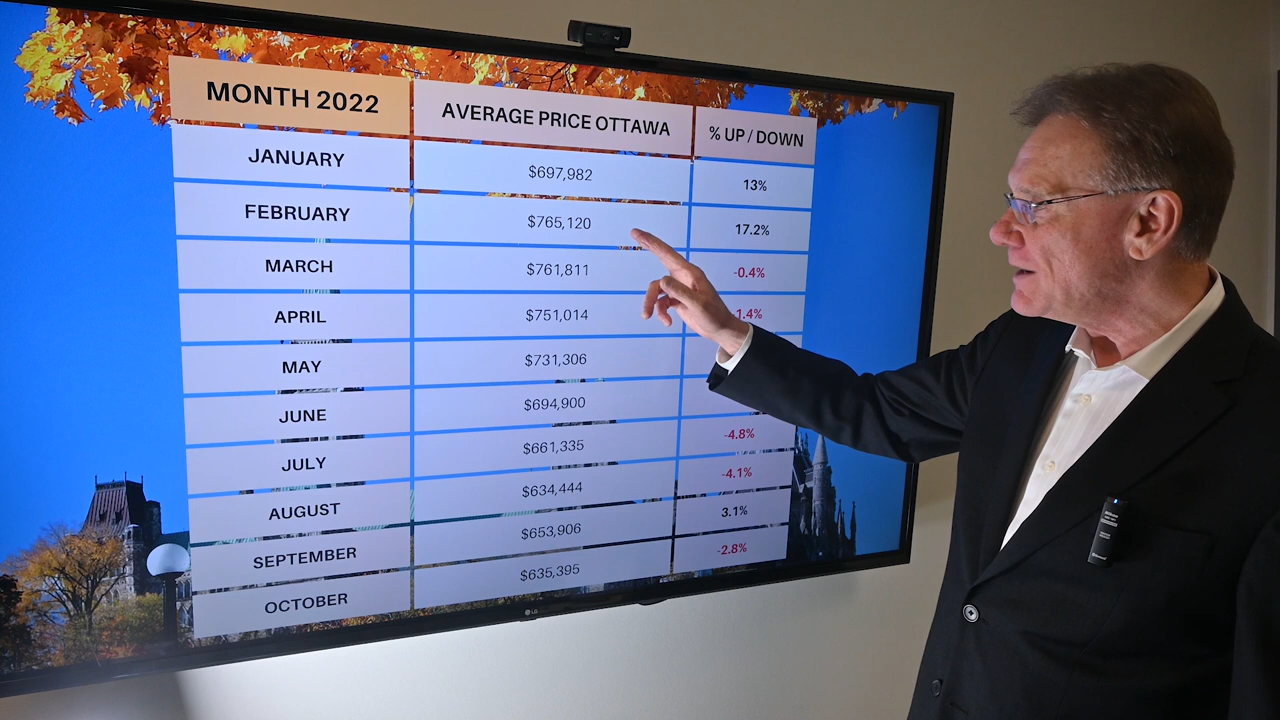 MONTH 2022 AVERAGE PRICE OTTAWA % UP / DOWN
JANUARY $697,982 13%
FEBRUARY $765,120 17.2%
MARCH $761,811 -0.4%
APRIL $751,014 -1.4%
MAY $731,306
JUNE $694,900
JULY $661,335 -4.8%
AUGUST $634,444 -4.1%
SEPTEMBER $653,906 3.1%
OCTOBER $635,395 -2.8%
LG